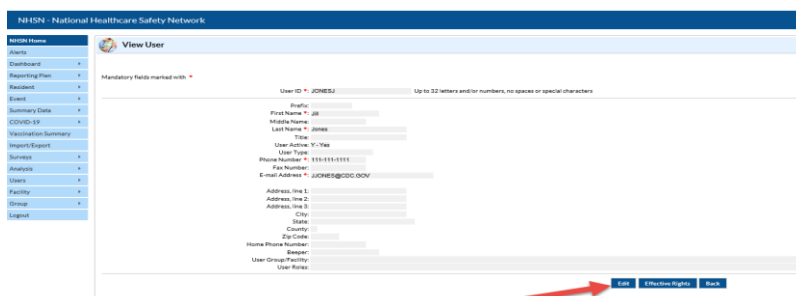 NHSN - National Healthcare Safety Network
NHSN Home
Alerts
Dashboard
Reporting Plan
Resident
Event
Summary Data
COVID-19
Vaccination Summary
Import/Export
Surveys
Analysis
Users
Facility
Group
Logout
View User
Mandatory fields marked with *
User ID *: JONESJ Up to 32 letters and/or numbers, no spaces or special characters
Prefix:
First Name *: Jill
Middle Name:
Last Name *: Jones
Title:
User Active: Y - Yes
User Type:
Phone Number *: 111-111-1111
Fax Number:
E-mail Address *: JJONES@CDC.GOV
Address, line 1:
Address, line 2:
Address, line 3:
City:
State:
County:
Zip Code:
Home Phone Number:
Beeper:
User Group/Facility:
User Roles:
Edit Effective Rights Back